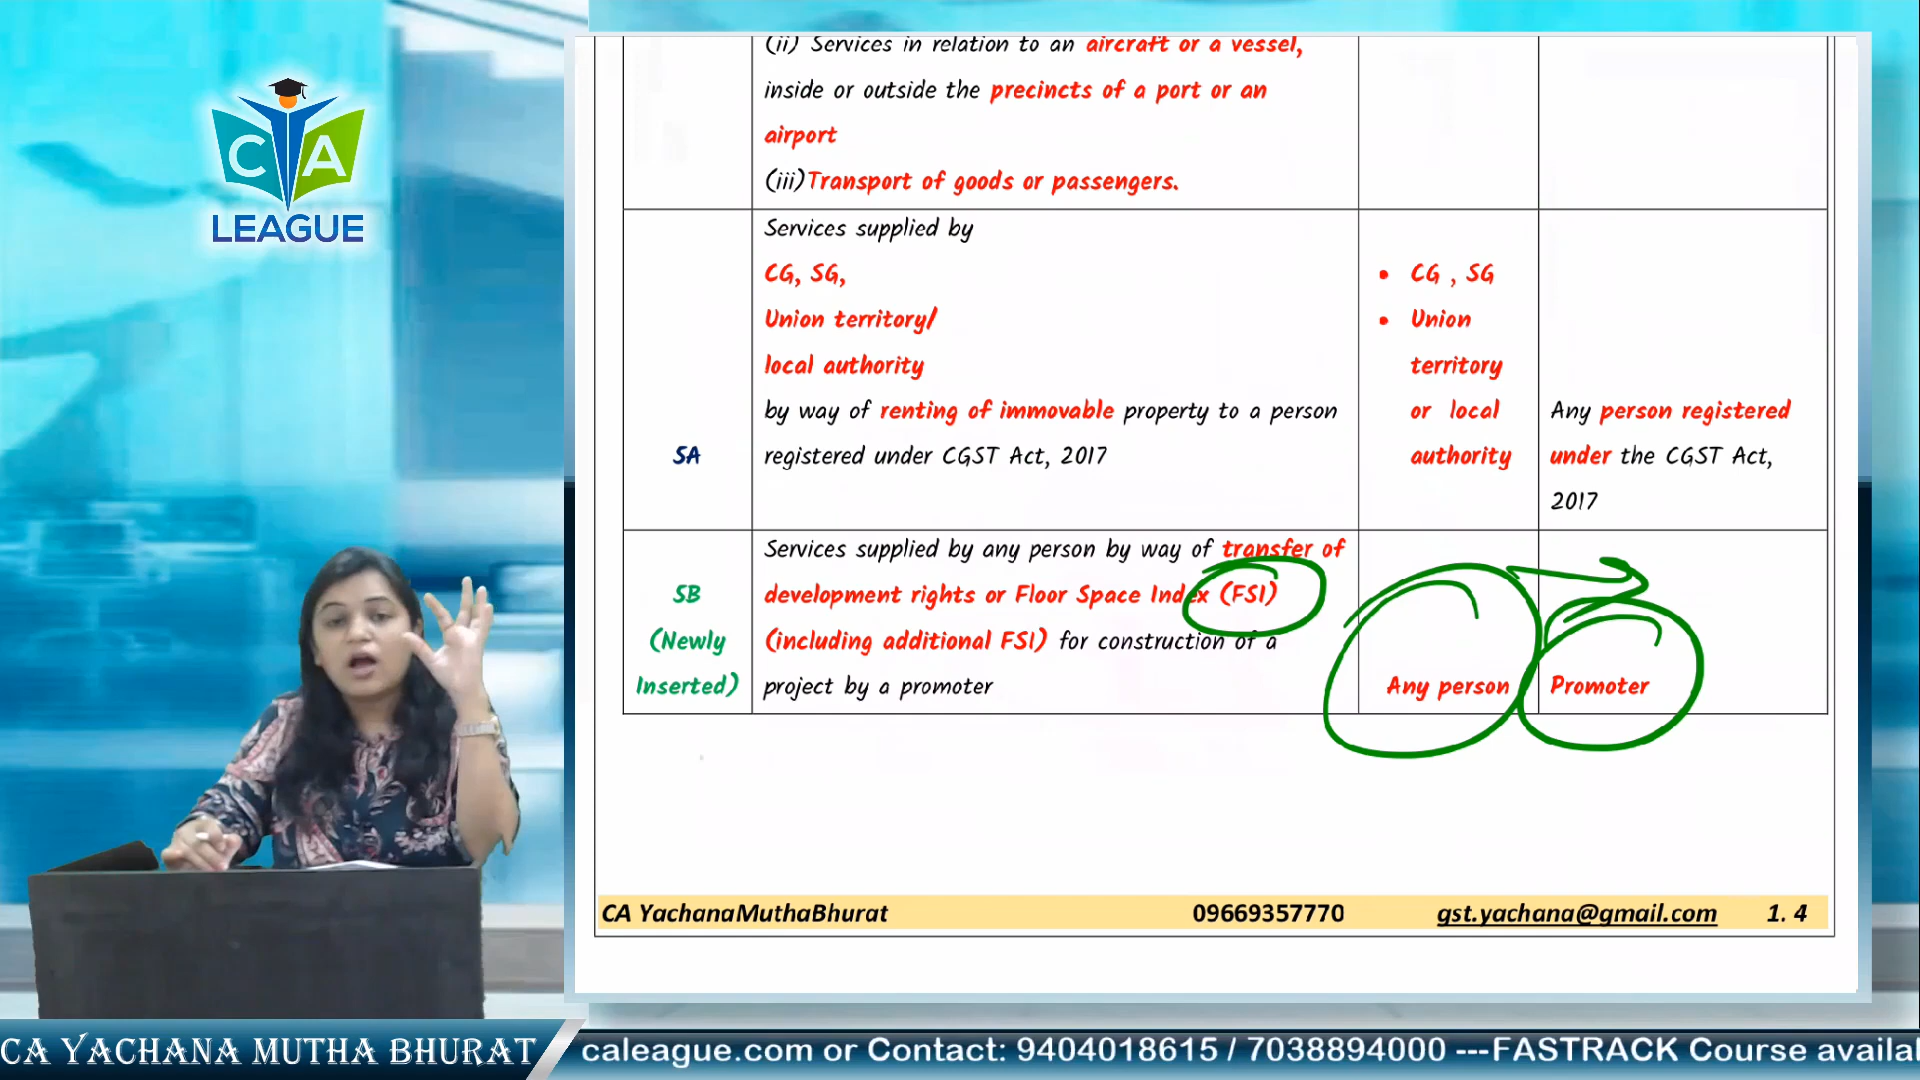 C A
LEAGUE
(ii) Services in relation to an aircraft or a vessel,
inside or outside the precincts of a port or an
airport
(iii)Transport of goods or passengers.
5A
Services supplied by
CG, SG,
Union territory/
local authority
by way of renting of immovable property to a person
registered under CGST Act, 2017
• CG , SG
• Union
territory
or local
authority
Any person registered
under the CGST Act,
2017
5B
(Newly
Inserted)
Services supplied by any person by way of transfer of
development rights or Floor Space Index (FSI)
(including additional FSI) for construction of a
project by a promoter
Any person
Promoter
CA YachanaMuthaBhurat 09669357770 gst.yachana@gmail.com 1. 4
CA YACHANA MUTHA BHURAT
caleague.com or Contact: 9404018615 / 7038894000 ---FASTRACK Course availa